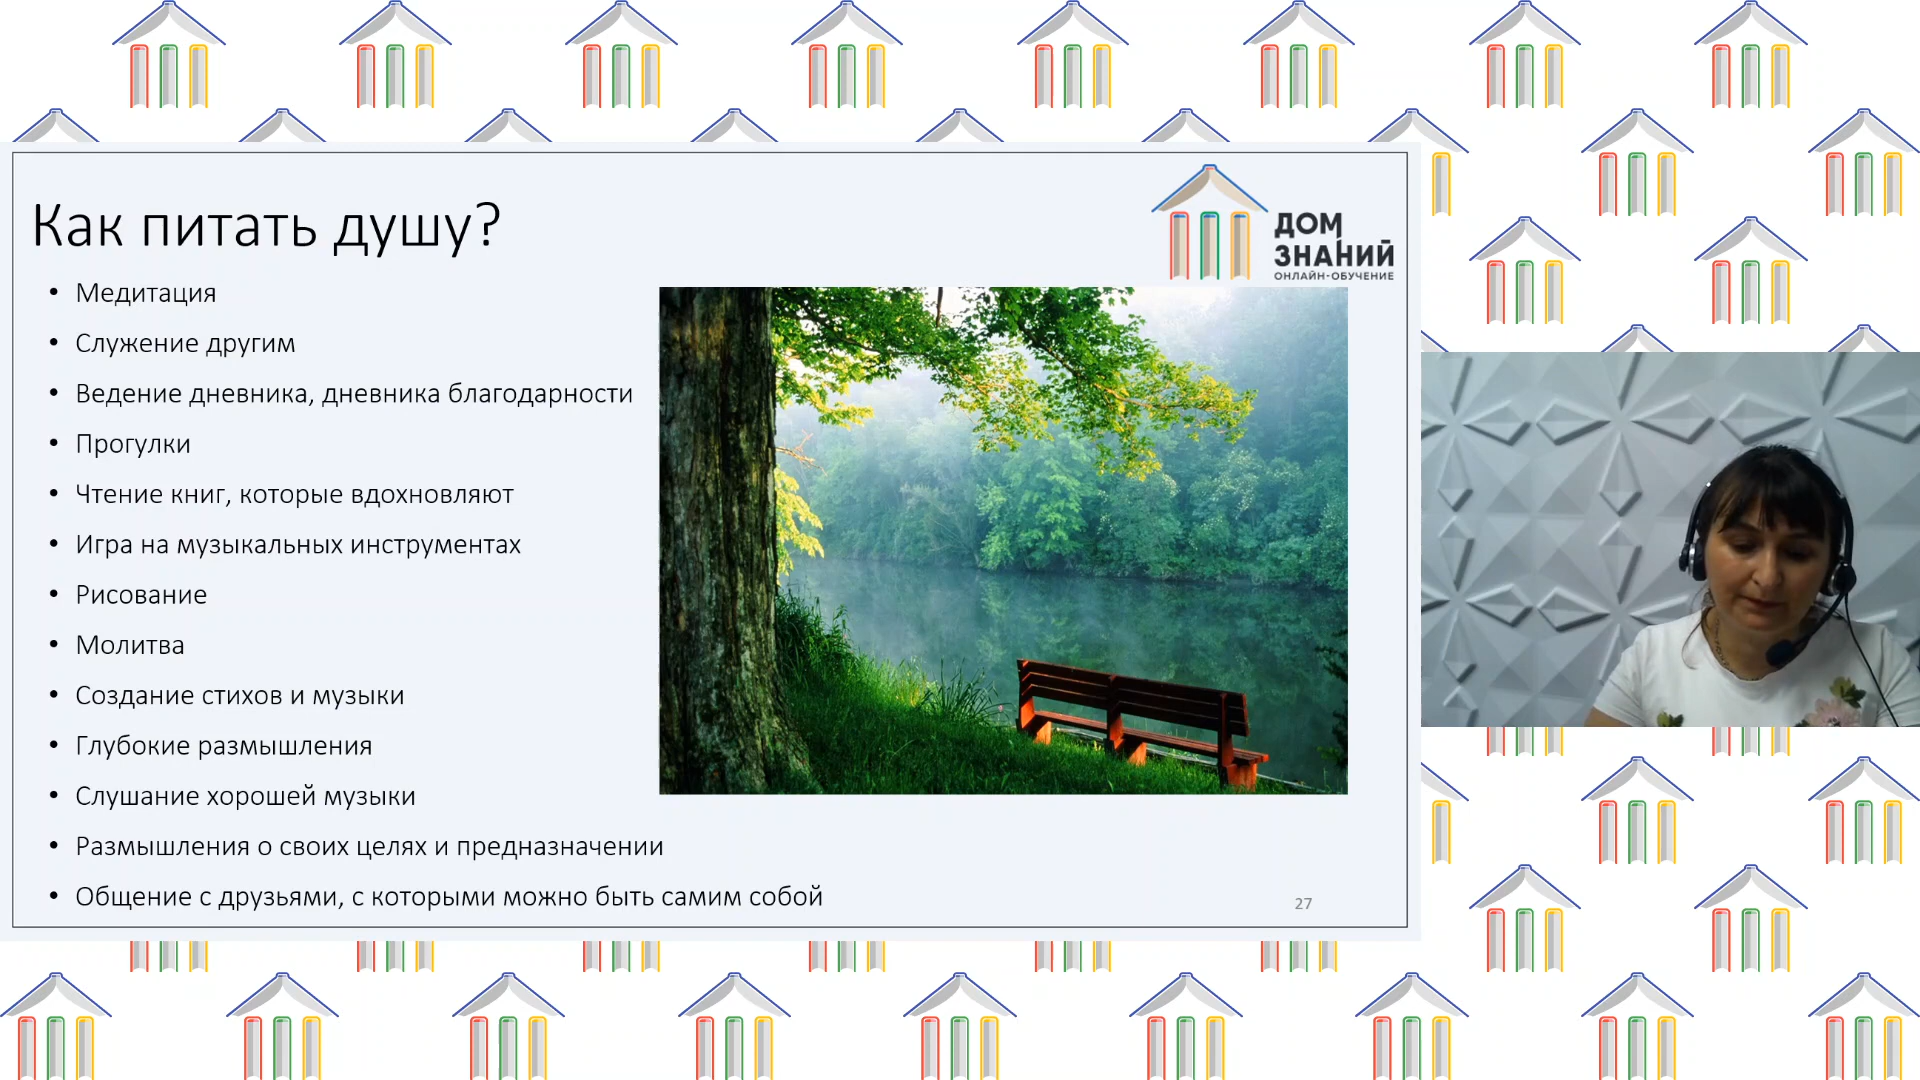 Как питать душу?
ДОМ
ЗНАНИЙ
ОНЛАЙН-ОБУЧЕНИЕ
• Медитация
• Служение другим
• Ведение дневника, дневника благодарности
• Прогулки
• Чтение книг, которые вдохновляют
• Игра на музыкальных инструментах
• Рисование
• Молитва
• Создание стихов и музыки
• Глубокие размышления
• Слушание хорошей музыки
• Размышления о своих целях и предназначении
• Общение с друзьями, с которыми можно быть самим собой
27